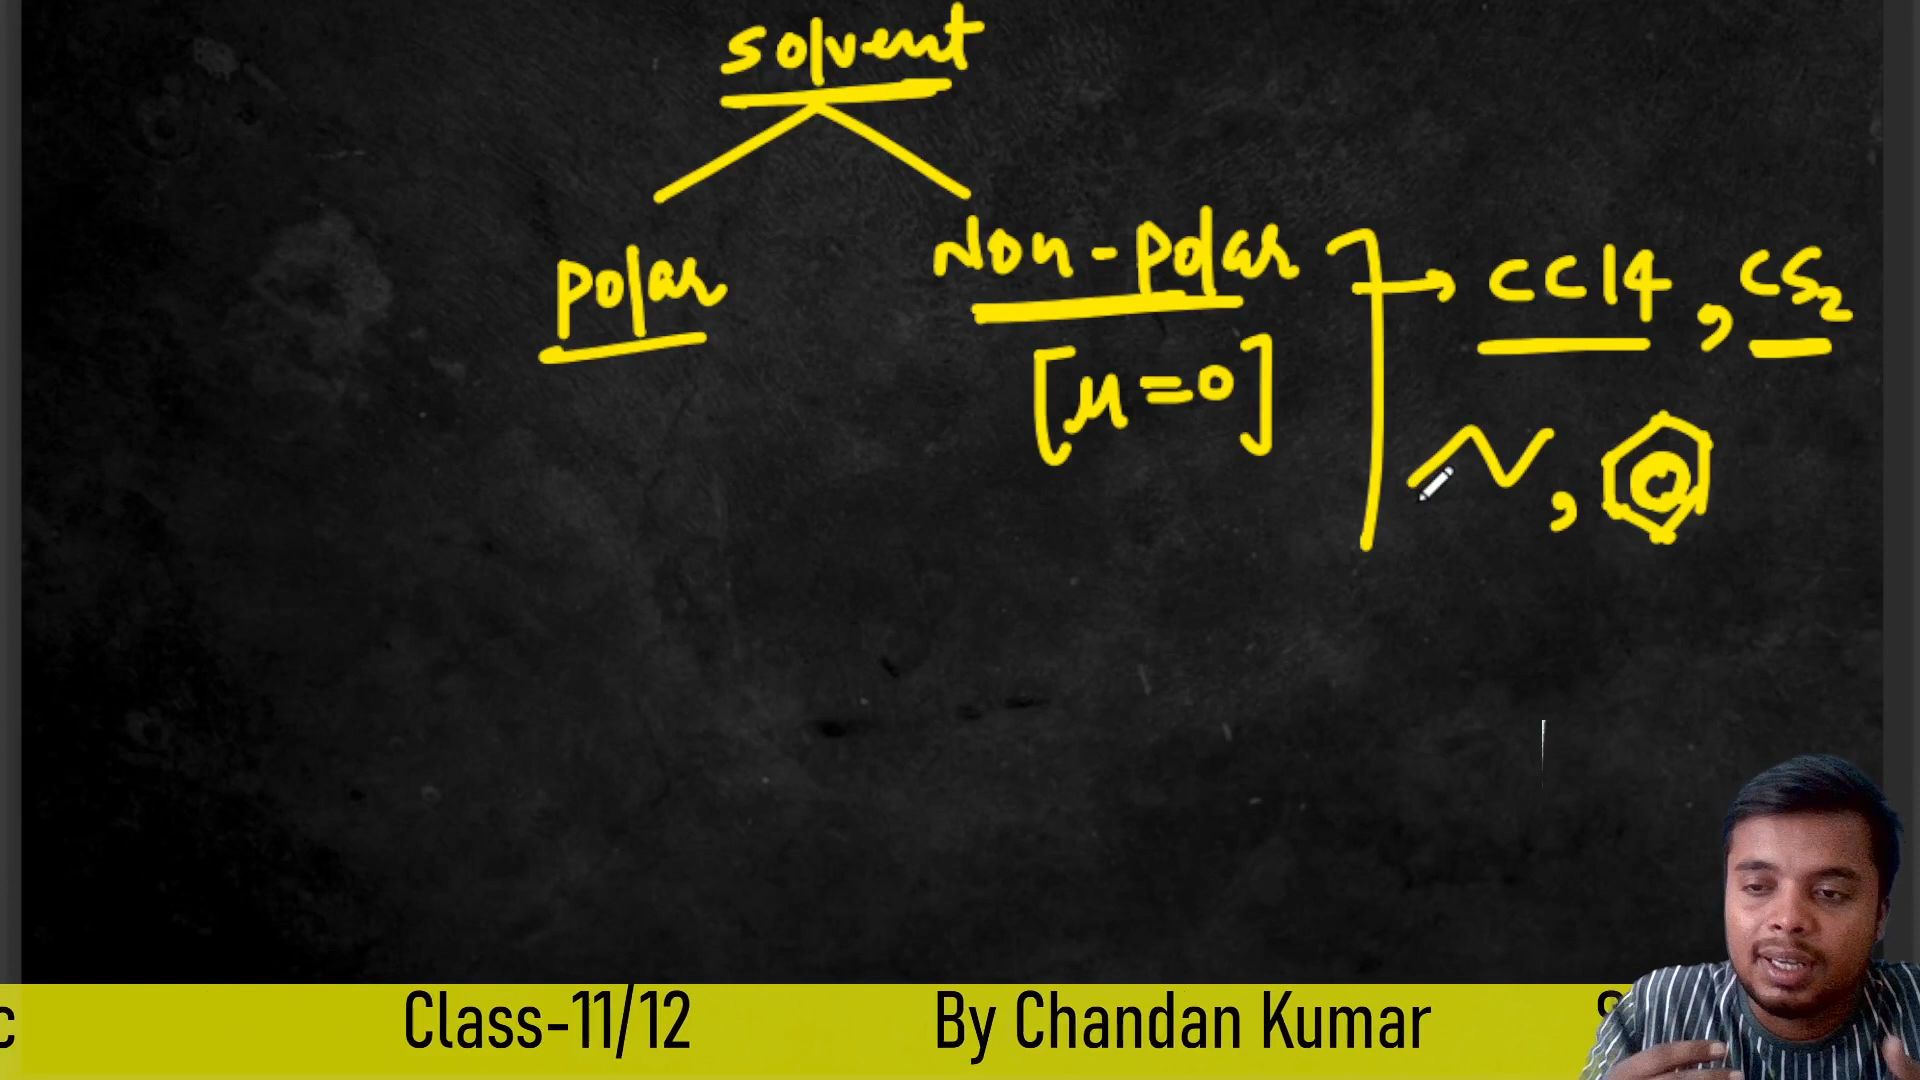 solvent
polar
Non-polar → CCl4, CS2
[μ=0]
,
c Class-11/12 By Chandan Kumar